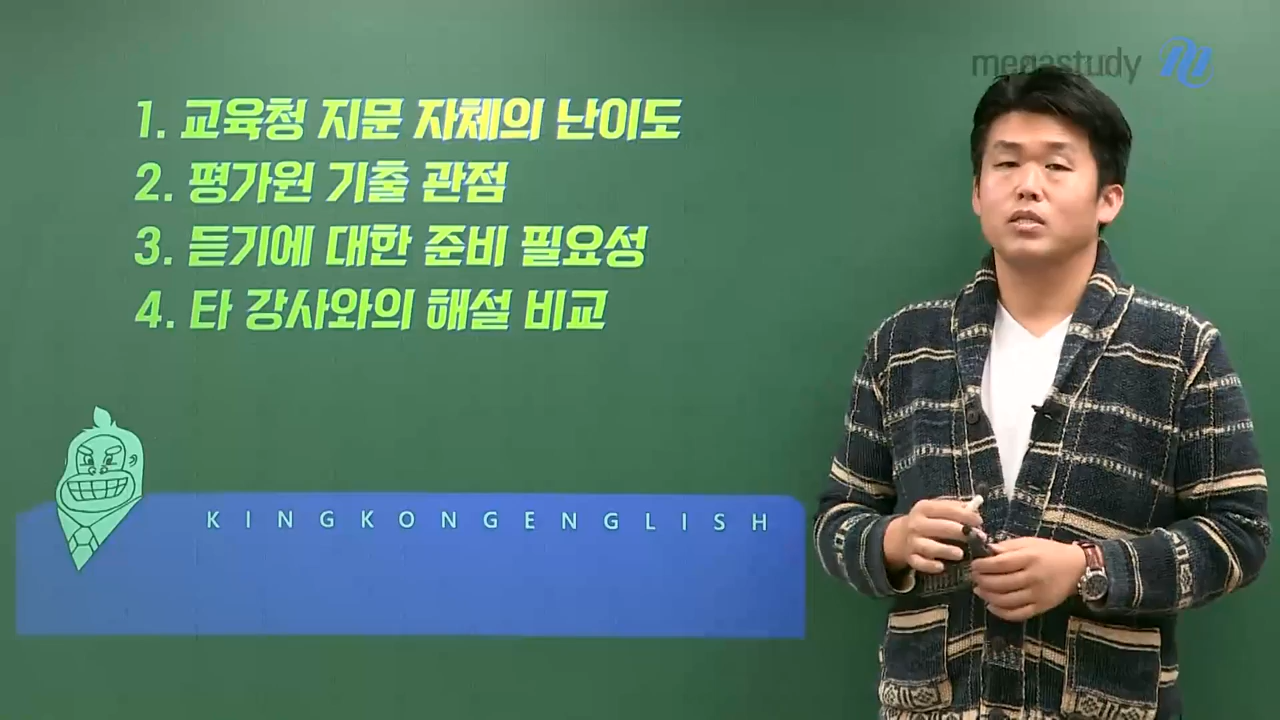 megastudy
1. 교육청 지문 자체의 난이도
2. 평가원 기출 관점
3. 듣기에 대한 준비 필요성
4. 타 강사와의 해설 비교
KINGKONGENGLISH